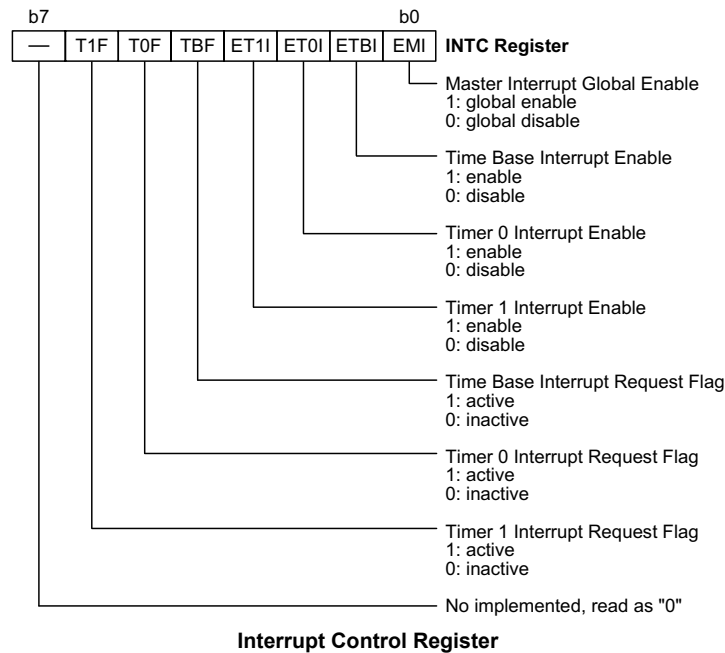 b7 b0
— T1F T0F TBF ET1I ET0I ETBI EMI INTC Register
Master Interrupt Global Enable
1: global enable
0: global disable
Time Base Interrupt Enable
1: enable
0: disable
Timer 0 Interrupt Enable
1: enable
0: disable
Timer 1 Interrupt Enable
1: enable
0: disable
Time Base Interrupt Request Flag
1: active
0: inactive
Timer 0 Interrupt Request Flag
1: active
0: inactive
Timer 1 Interrupt Request Flag
1: active
0: inactive
No implemented, read as "0"
Interrupt Control Register